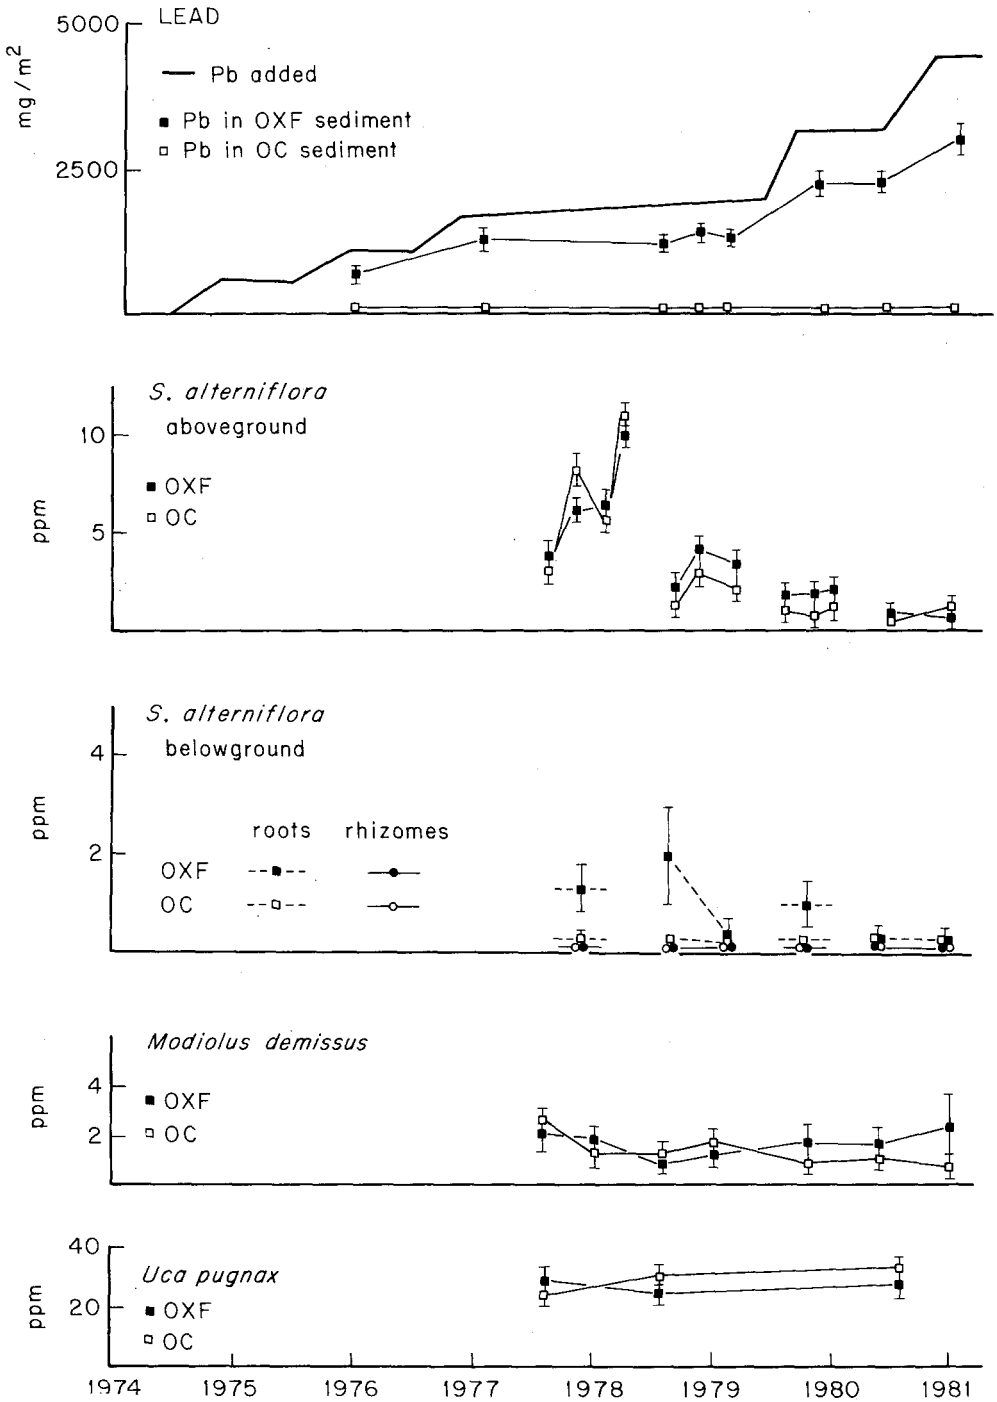 5000
LEAD
mg/m2
Pb added
Pb in OXF sediment
Pb in OC sediment
2500
S. alterniflora
aboveground
10
ppm
OXF
OC
5
S. alterniflora
belowground
4
ppm
roots rhizomes
2
OXF
OC
Modiolus demissus
4
ppm
OXF
2
OC
40
Uca pugnax
ppm
20
OXF
OC
1974 1975 1976 1977 1978 1979 1980 1981